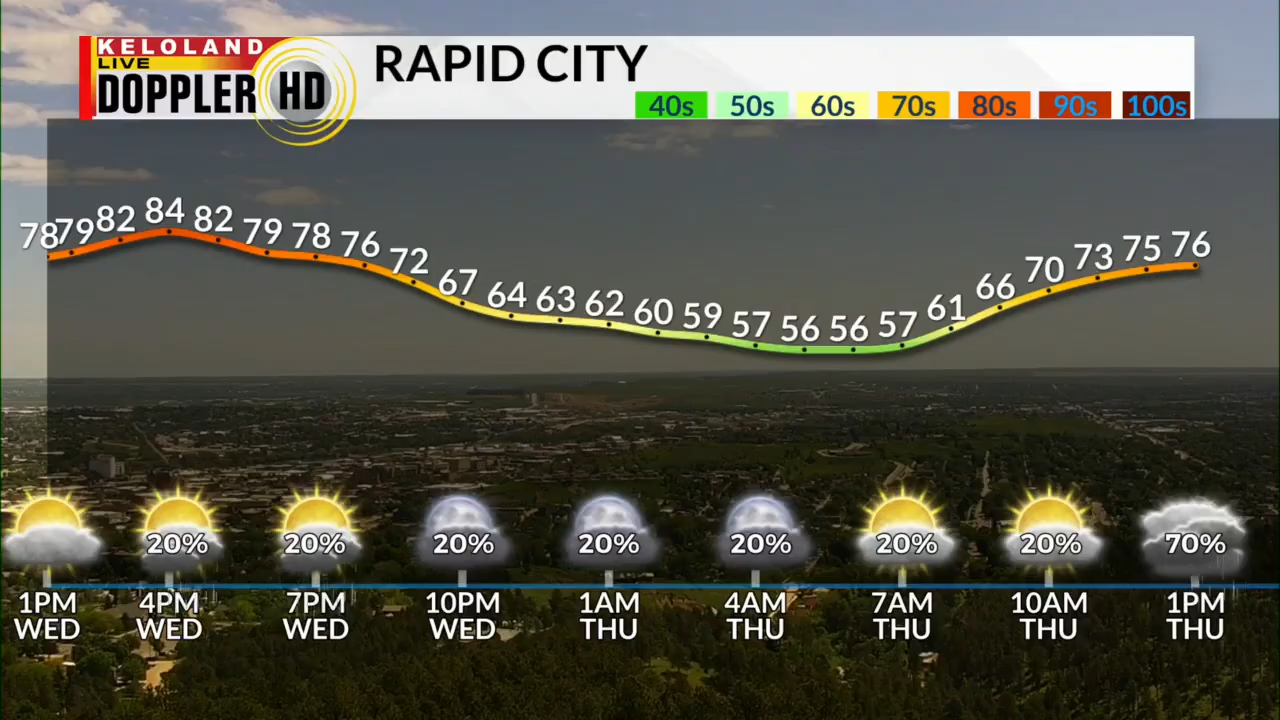 KELOLAND
LIVE
DOPPLER HD
RAPID CITY
40s 50s 60s 70s 80s 90s 100s
78 79 82 84 82 79 78 76 72 67 64 63 62 60 59 57 56 56 57 61 66 70 73 75 76
20% 20% 20% 20% 20% 20% 20% 70%
1PM 4PM 7PM 10PM 1AM 4AM 7AM 10AM 1PM
WED WED WED WED THU THU THU THU THU